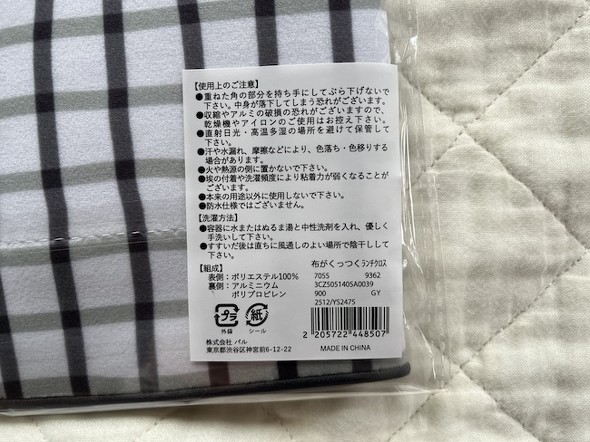 【使用上のご注意】
●重ねた角の部分を持ち手にしてぶら下げないで
下さい。中身が落下してしまう恐れがございます。
●収縮やアルミの破損の恐れがございますので、
乾燥機やアイロンのご使用はお控え下さい。
●直射日光・高温多湿の場所を避けて保管して
下さい。
●汗や水漏れ、摩擦などにより、色落ち・色移りする
場合があります。
●火や熱源の側に置かないで下さい。
●埃の付着や洗濯頻度により粘着力が弱くなることが
ございます。
●本来の用途以外に使用しないで下さい。
●防水仕様ではございません。
【洗濯方法】
●容器に水またはぬるま湯と中性洗剤を入れ、優しく
手洗いして下さい。
●すすいだ後は直ちに風通しのよい場所で陰干しして
下さい。
【組成】
表側:ポリエステル100%
裏側:アルミニウム
ポリプロピレン
プラ
外袋
紙
シール
株式会社 パル
東京都渋谷区神宮前6-12-22
布がくっつくランチクロス
7055 9362
3CZ5051405A0039
900 GY
2512/YS2475
2 205722 448507
MADE IN CHINA